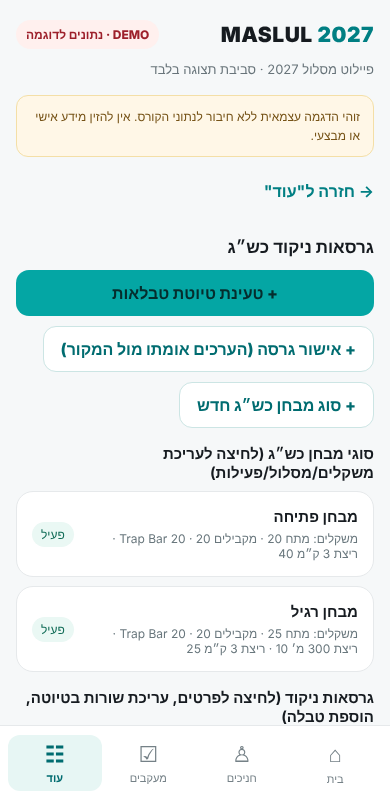 MASLUL 2027
DEMO · נתונים לדוגמה
פיילוט מסלול 2027 · סביבת תצוגה בלבד
זוהי הדגמה עצמאית ללא חיבור לנתוני הקורס. אין להזין מידע אישי
או מבצעי.
→ חזרה ל"עוד"
גרסאות ניקוד כש״ג
+ טעינת טיוטת טבלאות
+ אישור גרסה (הערכים אומתו מול המקור)
+ סוג מבחן כש״ג חדש
סוגי מבחן כש״ג (לחיצה לעריכת
משקלים/מסלול/פעילות)
מבחן פתיחה
משקלים: מתח 20 · מקבילים 20 · Trap Bar 20 ·
ריצת 3 ק״מ 40
פעיל
מבחן רגיל
משקלים: מתח 25 · מקבילים 20 · Trap Bar 20 ·
ריצת 300 מ׳ 10 · ריצת 3 ק״מ 25
פעיל
גרסאות ניקוד (לחיצה לפרטים, עריכת שורות בטיוטה,
הוספת טבלה)
בית
חניכים
מעקבים
עוד